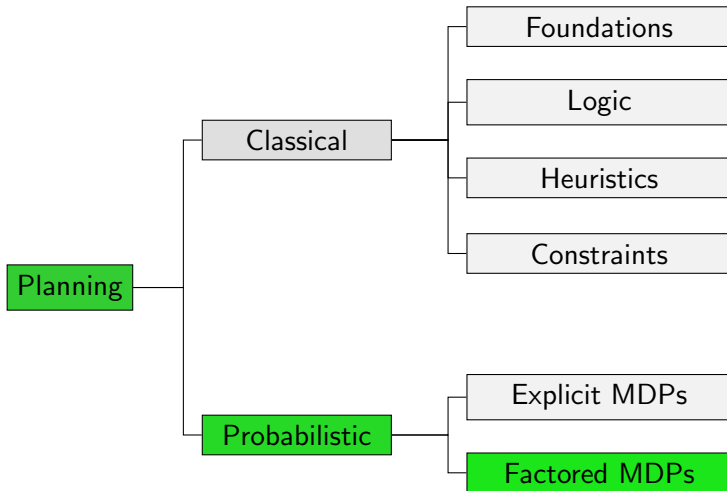 Foundations
Logic
Classical
Heuristics
Constraints
Planning
Explicit MDPs
Probabilistic
Factored MDPs